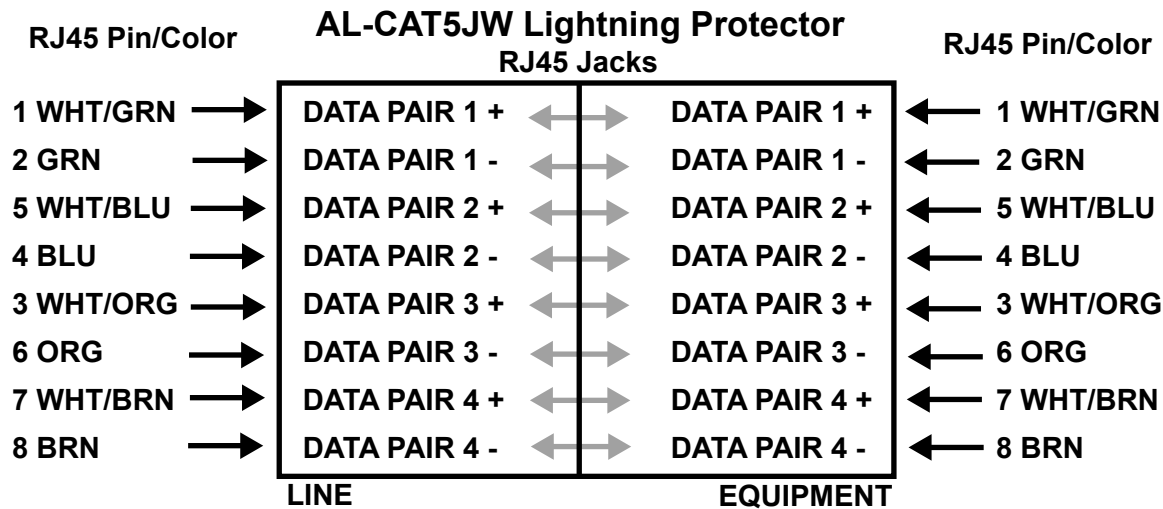 AL-CAT5JW Lightning Protector
RJ45 Pin/Color RJ45 Jacks RJ45 Pin/Color
1 WHT/GRN DATA PAIR 1 + DATA PAIR 1 + 1 WHT/GRN
2 GRN DATA PAIR 1 - DATA PAIR 1 - 2 GRN
5 WHT/BLU DATA PAIR 2 + DATA PAIR 2 + 5 WHT/BLU
4 BLU DATA PAIR 2 - DATA PAIR 2 - 4 BLU
3 WHT/ORG DATA PAIR 3 + DATA PAIR 3 + 3 WHT/ORG
6 ORG DATA PAIR 3 - DATA PAIR 3 - 6 ORG
7 WHT/BRN DATA PAIR 4 + DATA PAIR 4 + 7 WHT/BRN
8 BRN DATA PAIR 4 - DATA PAIR 4 - 8 BRN
LINE EQUIPMENT